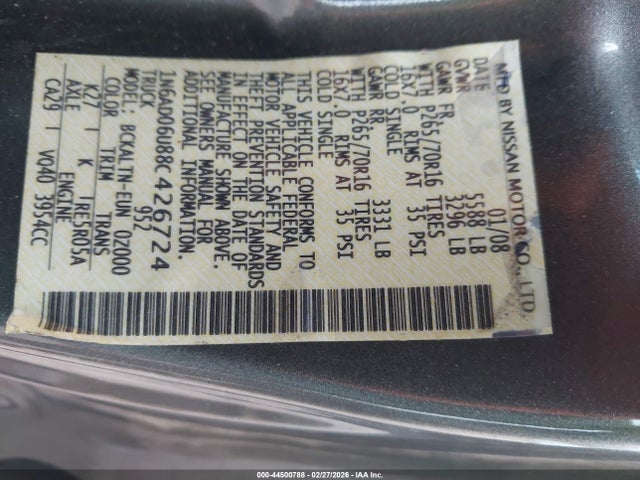 MFD BY NISSAN MOTOR CO., LTD.
DATE 01/08
GVWR 5588 LB
GAWR FR 3296 LB
WITH P265/70R16 TIRES
16X7.0 RIMS AT 35 PSI
COLD SINGLE
GAWR RR 3331 LB
WITH P265/70R16 TIRES
16X7.0 RIMS AT 35 PSI
COLD SINGLE
THIS VEHICLE CONFORMS TO
ALL APPLICABLE FEDERAL
MOTOR VEHICLE SAFETY AND
THEFT PREVENTION STANDARDS
IN EFFECT ON THE DATE OF
MANUFACTURE SHOWN ABOVE.
SEE OWNERS MANUAL FOR
ADDITIONAL INFORMATION.
1N6AD06U88C426724
TRUCK 952
MODEL: BCKALTN-EUN 0Z000
COLOR TRIM TRANS
K27 I K RE5R05A
AXLE ENGINE
CA29 I VQ40 3954CC
000-44500788 - 02/27/2026 - IAA Inc.